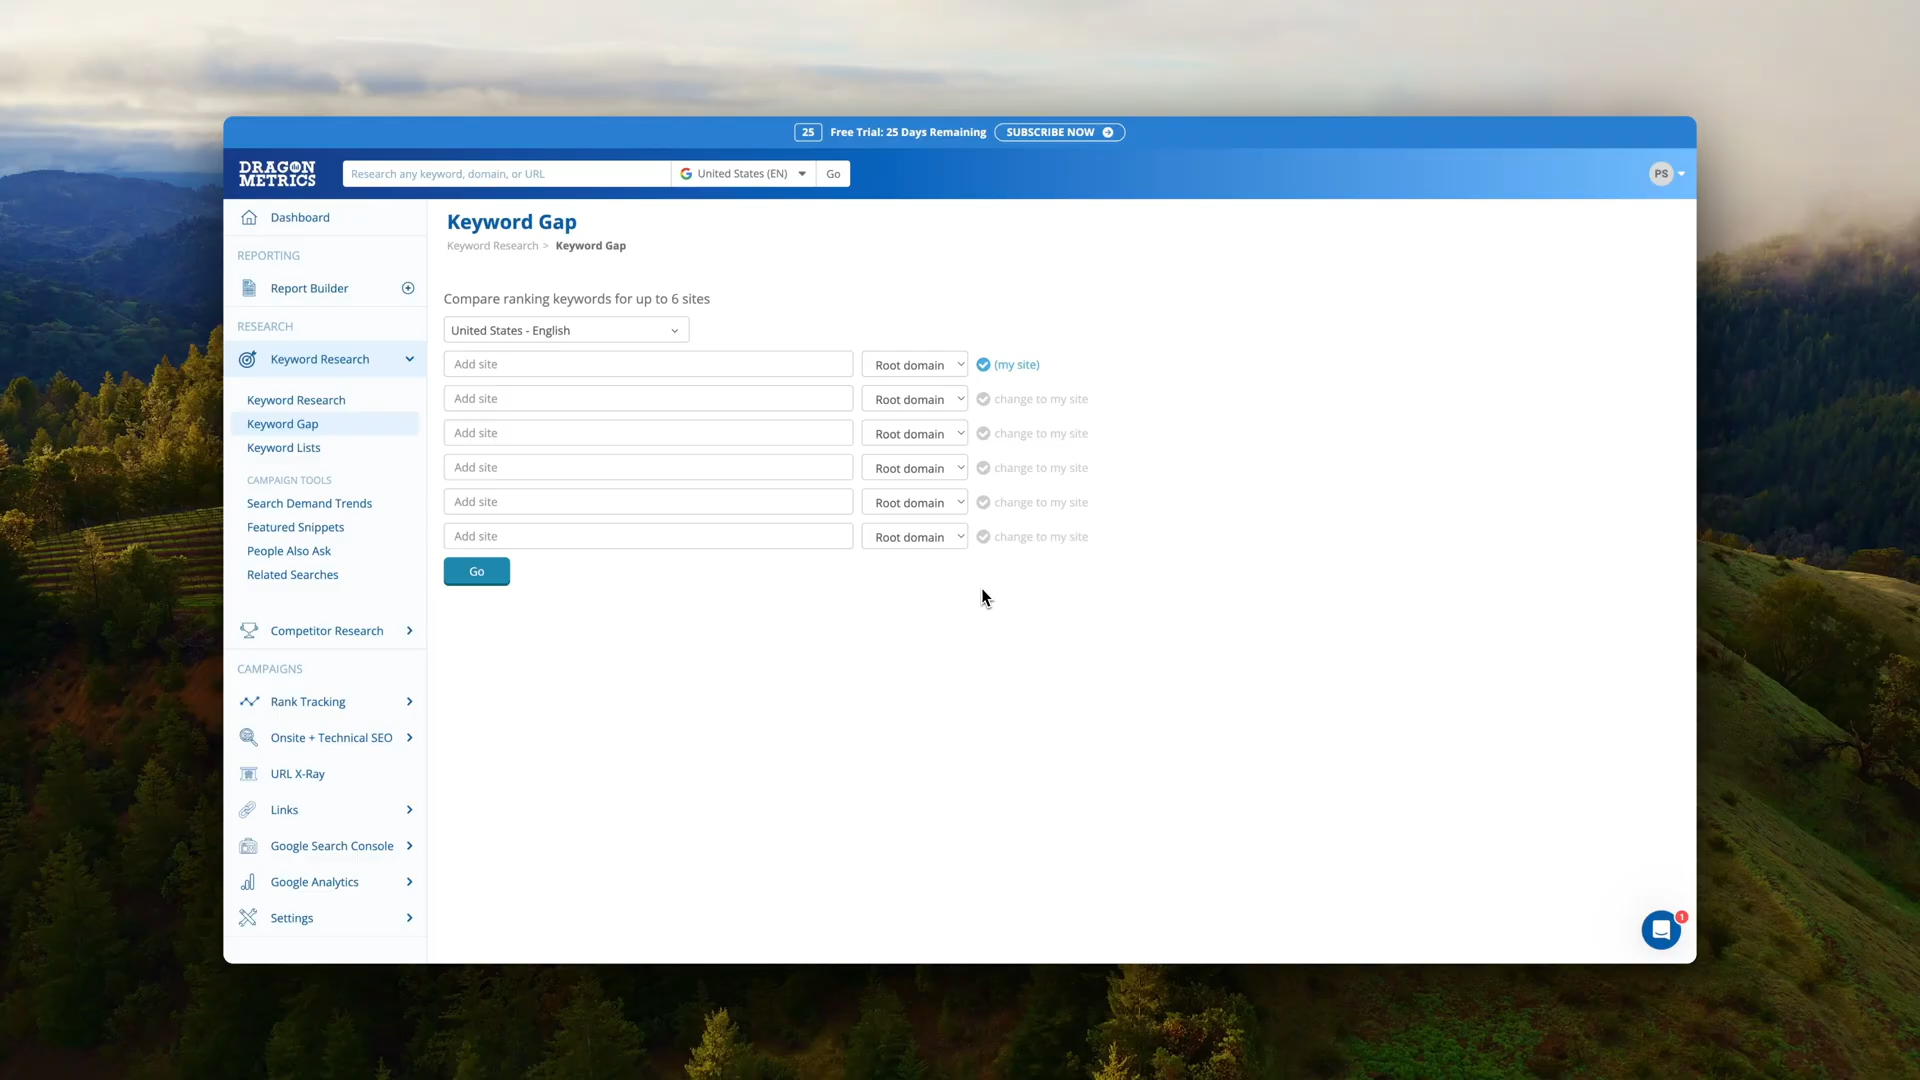 25 Free Trial: 25 Days Remaining SUBSCRIBE NOW
DRAGON METRICS
Research any keyword, domain, or URL United States (EN) Go
PS
Dashboard
REPORTING
Report Builder
RESEARCH
Keyword Research
Keyword Research
Keyword Gap
Keyword Lists
CAMPAIGN TOOLS
Search Demand Trends
Featured Snippets
People Also Ask
Related Searches
Competitor Research
CAMPAIGNS
Rank Tracking
Onsite + Technical SEO
URL X-Ray
Links
Google Search Console
Google Analytics
Settings
Keyword Gap
Keyword Research > Keyword Gap
Compare ranking keywords for up to 6 sites
United States - English
Add site Root domain (my site)
Add site Root domain change to my site
Add site Root domain change to my site
Add site Root domain change to my site
Add site Root domain change to my site
Add site Root domain change to my site
Go
1